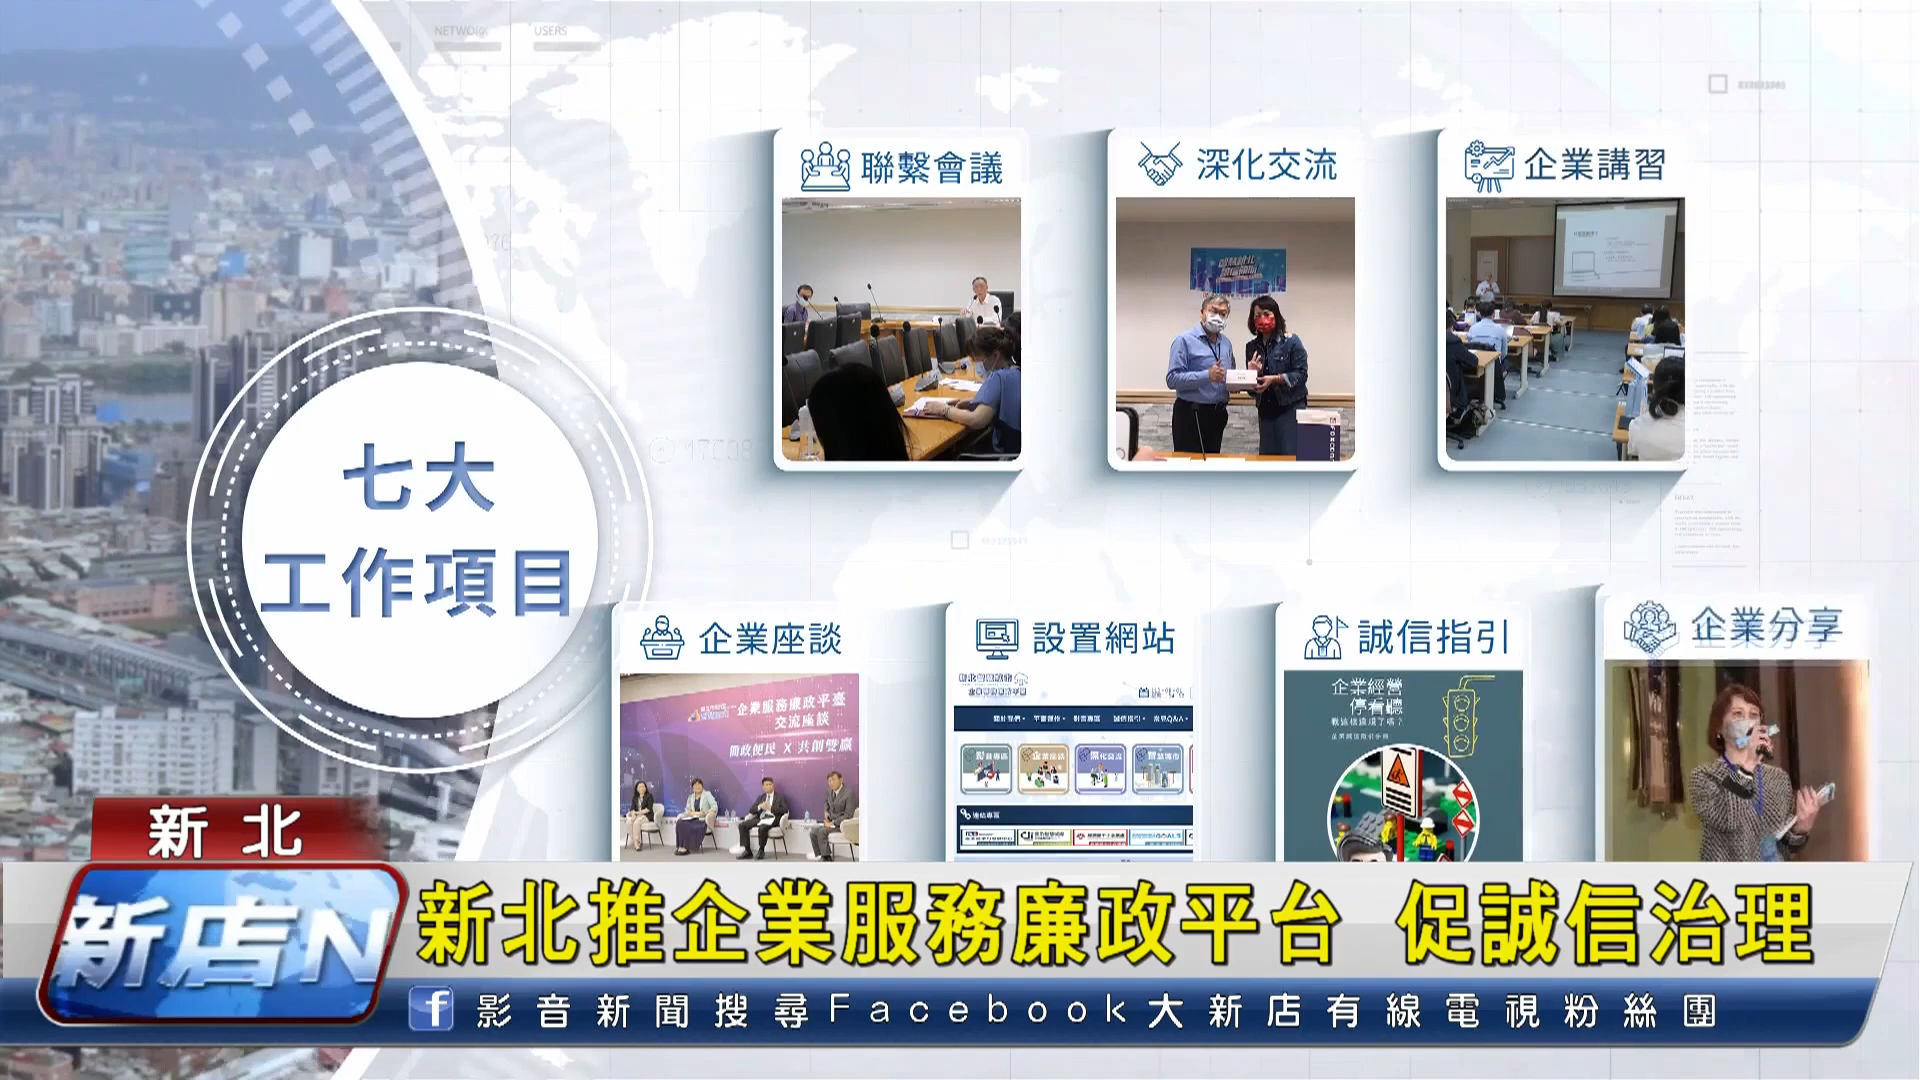 NETWORK
USERS
聯繫會議
深化交流
企業講習
七大
工作項目
企業座談
設置網站
誠信指引
企業分享
企業服務廉政平臺
交流座談
簡政便民 X 共創雙贏
企業經營
停看聽
新北
新店N
新北推企業服務廉政平台 促誠信治理
影音新聞搜尋Facebook大新店有線電視粉絲團